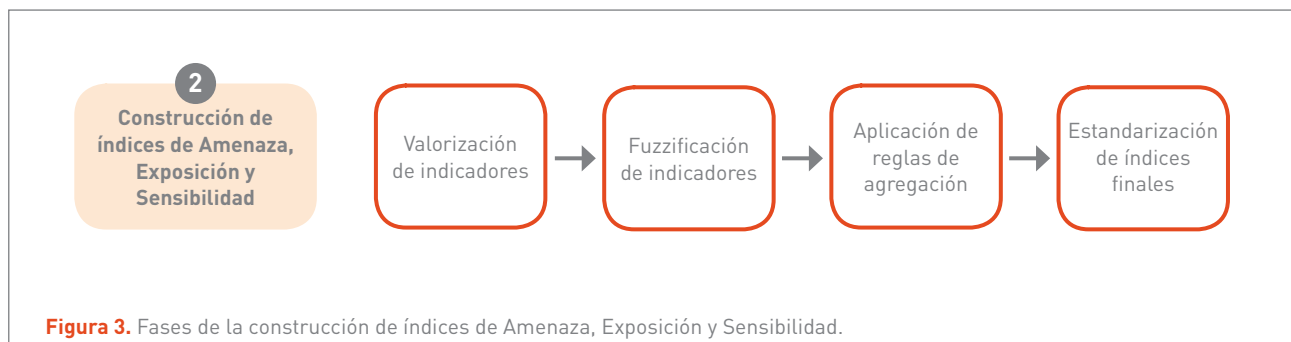 2
Construcción de
índices de Amenaza,
Exposición y
Sensibilidad
Valorización
de indicadores
Fuzzificación
de indicadores
Aplicación de
reglas de
agregación
Estandarización
de índices
finales
Figura 3. Fases de la construcción de índices de Amenaza, Exposición y Sensibilidad.